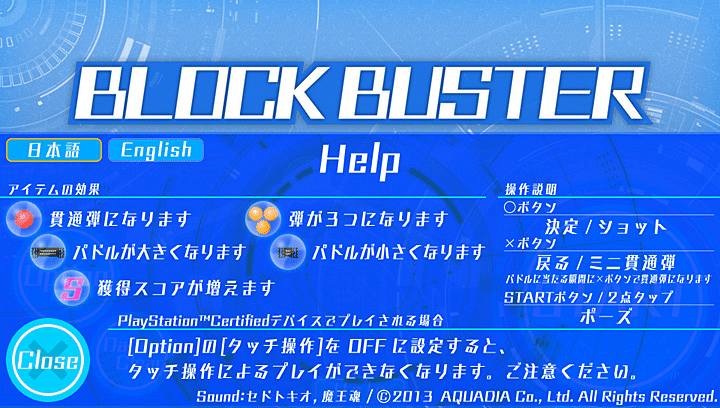 BLOCK BUSTER
日本語 English
Help
アイテムの効果
貫通弾になります
弾が3つになります
パドルが大きくなります
パドルが小さくなります
S 獲得スコアが増えます
操作説明
○ボタン
決定 / ショット
×ボタン
戻る / ミニ貫通弾
パドルに当たる瞬間に×ボタンで貫通弾になります
STARTボタン / 2点タップ
ポーズ
PlayStation™Certifiedデバイスでプレイされる場合
[Option]の[タッチ操作]を OFF に設定すると、
タッチ操作によるプレイができなくなります。ご注意ください。
Close
Sound:セドトキオ, 魔王魂 / ©2013 AQUADIA Co., Ltd. All Rights Reserved.